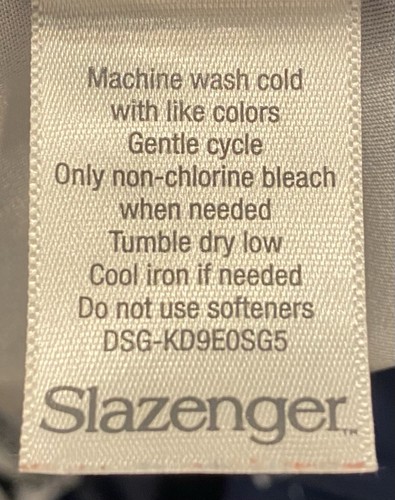 Machine wash cold
with like colors
Gentle cycle
Only non-chlorine bleach
when needed
Tumble dry low
Cool iron if needed
Do not use softeners
DSG-KD9E0SG5
Slazenger™